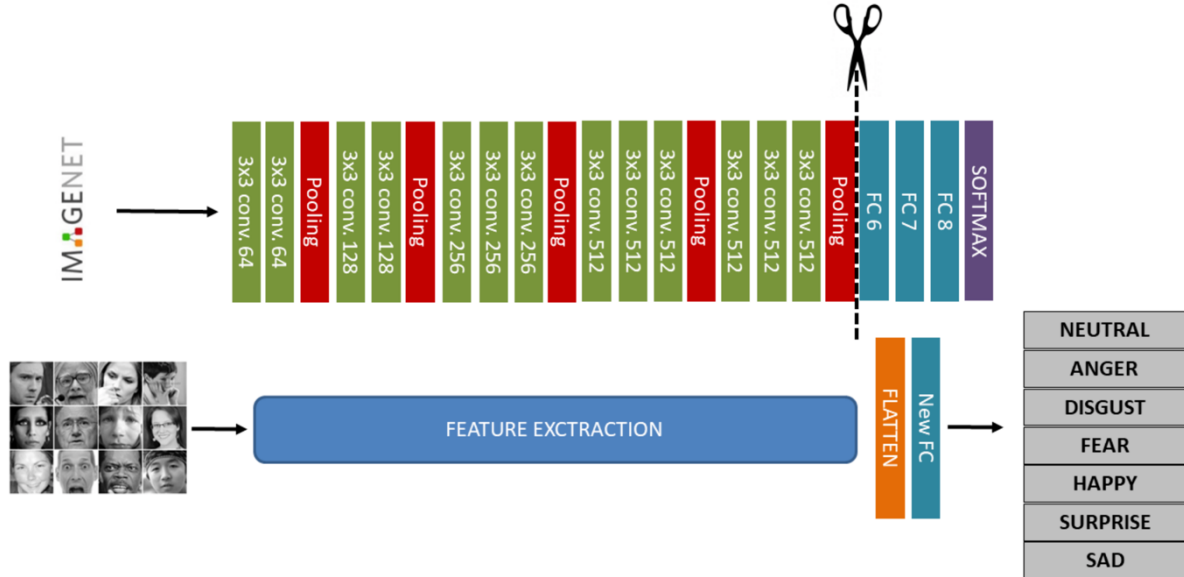 IMAGENET
3x3 conv. 64
3x3 conv. 64
Pooling
3x3 conv. 128
3x3 conv. 128
Pooling
3x3 conv. 256
3x3 conv. 256
3x3 conv. 256
Pooling
3x3 conv. 512
3x3 conv. 512
3x3 conv. 512
Pooling
3x3 conv. 512
3x3 conv. 512
3x3 conv. 512
Pooling
FC 6
FC 7
FC 8
SOFTMAX
FEATURE EXCTRACTION
FLATTEN
New FC
NEUTRAL
ANGER
DISGUST
FEAR
HAPPY
SURPRISE
SAD